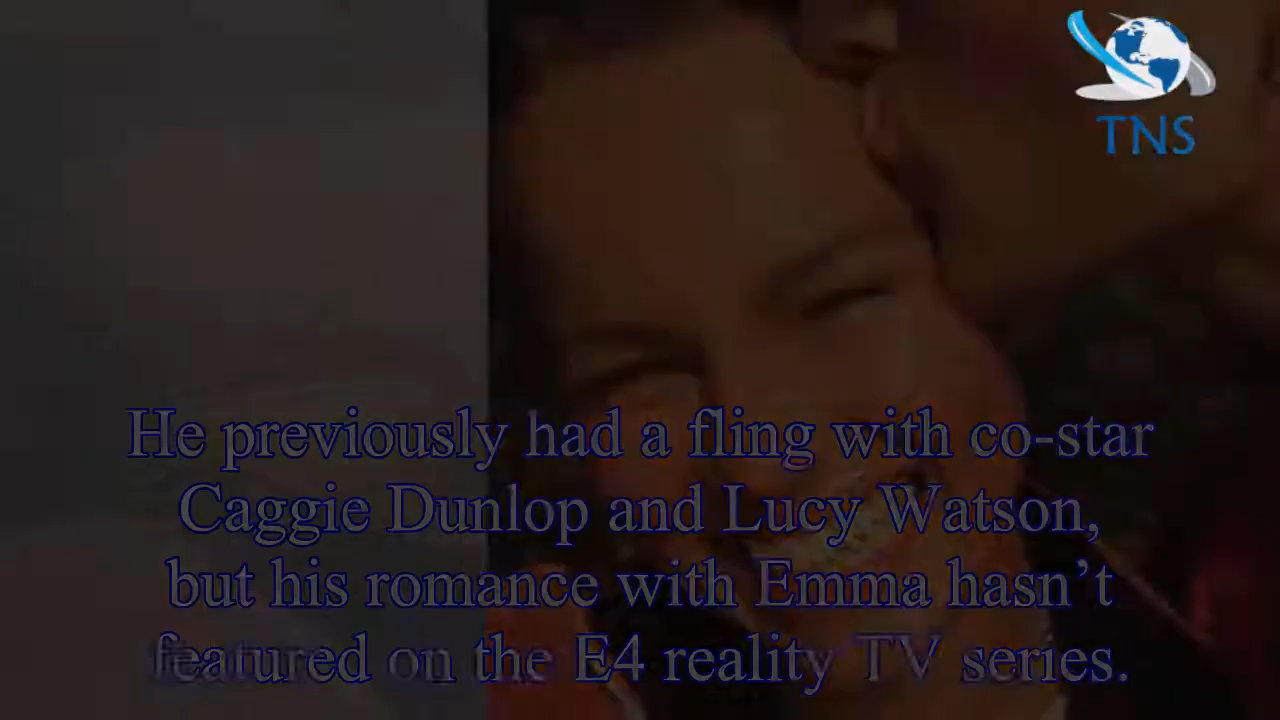 TNS
He previously had a fling with co-star
Caggie Dunlop and Lucy Watson,
but his romance with Emma hasn’t
featured on the E4 reality TV series.